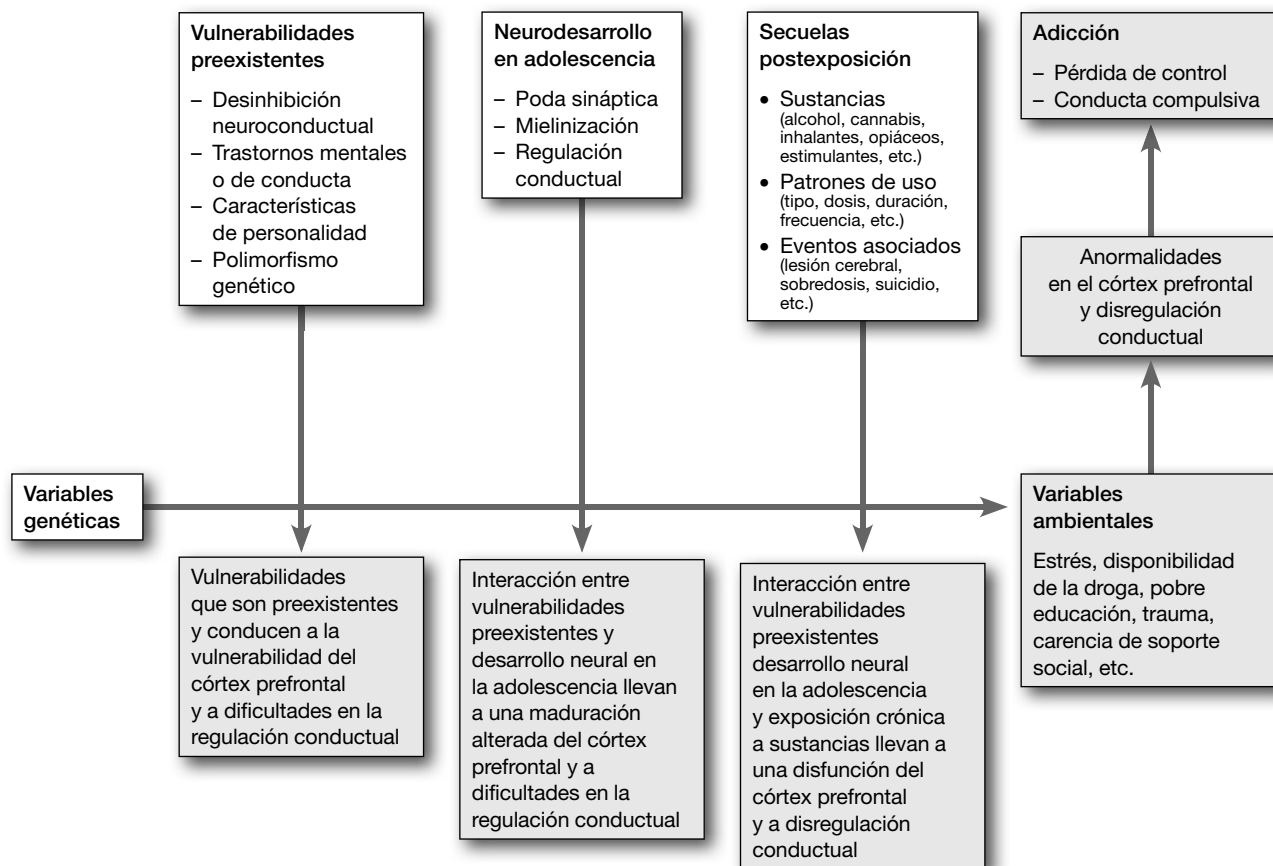 Vulnerabilidades
preexistentes
– Desinhibición
neuroconductual
– Trastornos mentales
o de conducta
– Características
de personalidad
– Polimorfismo
genético
Neurodesarrollo
en adolescencia
– Poda sináptica
– Mielinización
– Regulación
conductual
Secuelas
postexposición
• Sustancias
(alcohol, cannabis,
inhalantes, opiáceos,
estimulantes, etc.)
• Patrones de uso
(tipo, dosis, duración,
frecuencia, etc.)
• Eventos asociados
(lesión cerebral,
sobredosis, suicidio,
etc.)
Adicción
– Pérdida de control
– Conducta compulsiva
Anormalidades
en el córtex prefrontal
y disregulación
conductual
Variables
genéticas
Variables
ambientales
Estrés, disponibilidad
de la droga, pobre
educación, trauma,
carencia de soporte
social, etc.
Vulnerabilidades
que son preexistentes
y conducen a la
vulnerabilidad del
córtex prefrontal
y a dificultades en la
regulación conductual
Interacción entre
vulnerabilidades
preexistentes y
desarrollo neural en
la adolescencia llevan
a una maduración
alterada del córtex
prefrontal y a
dificultades en la
regulación conductual
Interacción entre
vulnerabilidades
preexistentes
desarrollo neural
en la adolescencia
y exposición crónica
a sustancias llevan a
una disfunción del
córtex prefrontal
y a disregulación
conductual